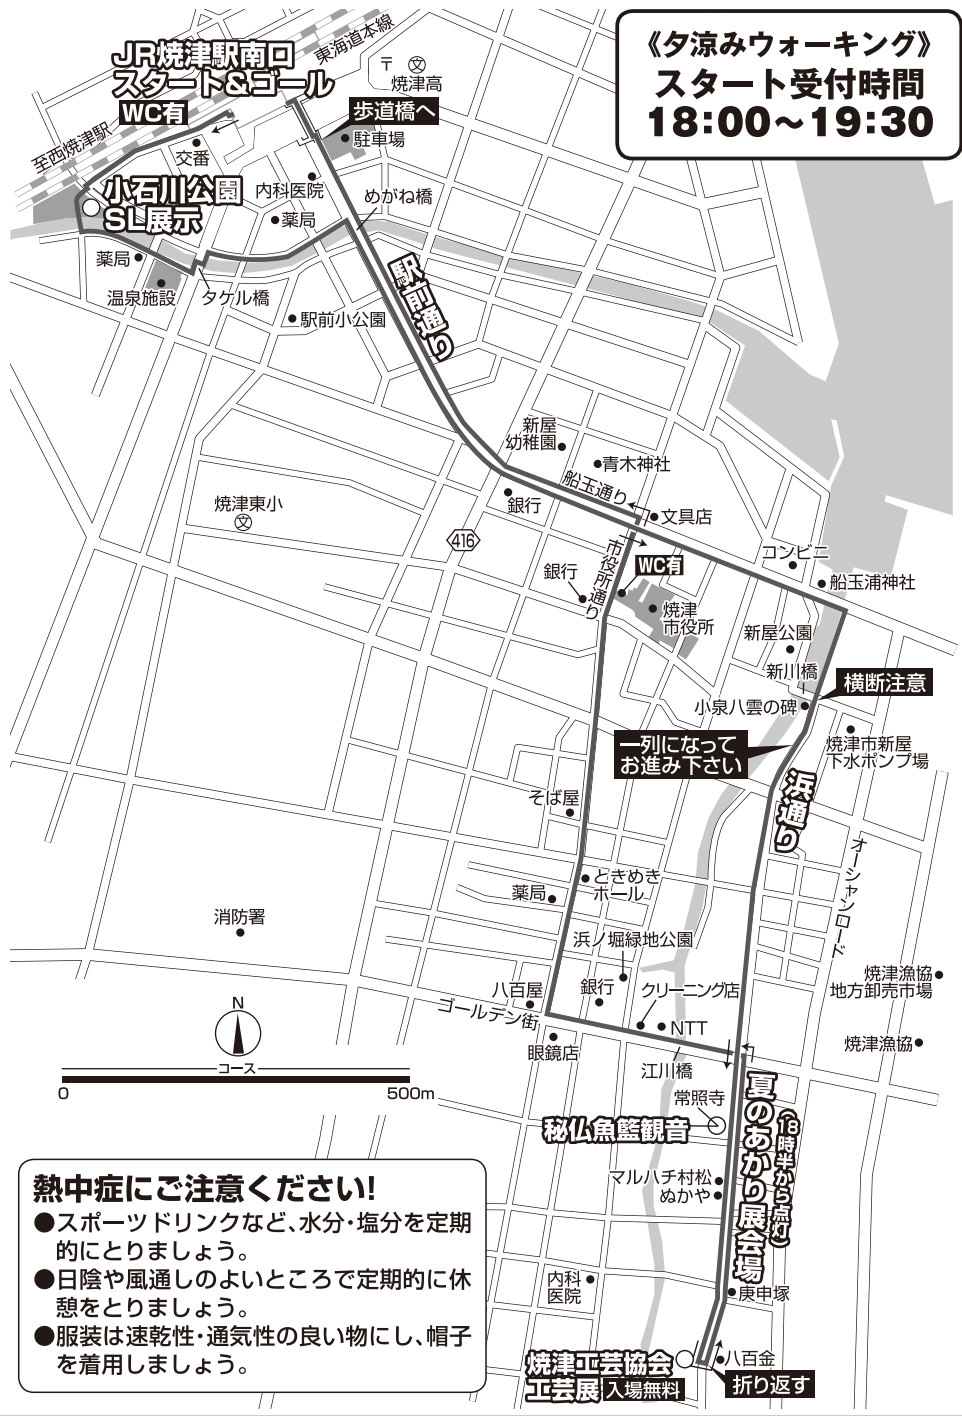 《夕涼みウォーキング》
スタート受付時間
18:00～19:30
JR焼津駅南口
スタート&ゴール
WC有
東海道本線
〒
文
焼津高
歩道橋へ
至西焼津駅
交番
駐車場
小石川公園
SL展示
内科医院
めがね橋
薬局
薬局
温泉施設
タケル橋
駅前小公園
駅前通り
新屋
幼稚園
青木神社
船玉通り
銀行
文具店
焼津東小
文
416
市役所通り
WC有
コンビニ
銀行
船玉浦神社
焼津
市役所
新屋公園
新川橋
横断注意
小泉八雲の碑
一列になって
お進み下さい
焼津市新屋
下水ポンプ場
浜通り
そば屋
オーシャンロード
ときめき
ホール
薬局
消防署
浜ノ堀緑地公園
焼津漁協
地方卸売市場
八百屋
銀行
クリーニング店
ゴールデン街
NTT
焼津漁協
眼鏡店
江川橋
N
コース
0
500m
常照寺
秘仏魚籃観音
夏のあかり展会場
(18時半から点灯)
マルハチ村松
ぬかや
内科
医院
庚申塚
焼津工芸協会
工芸展 入場無料
八百金
折り返す
熱中症にご注意ください!
●スポーツドリンクなど、水分・塩分を定期
的にとりましょう。
●日陰や風通しのよいところで定期的に休
憩をとりましょう。
●服装は速乾性・通気性の良い物にし、帽子
を着用しましょう。